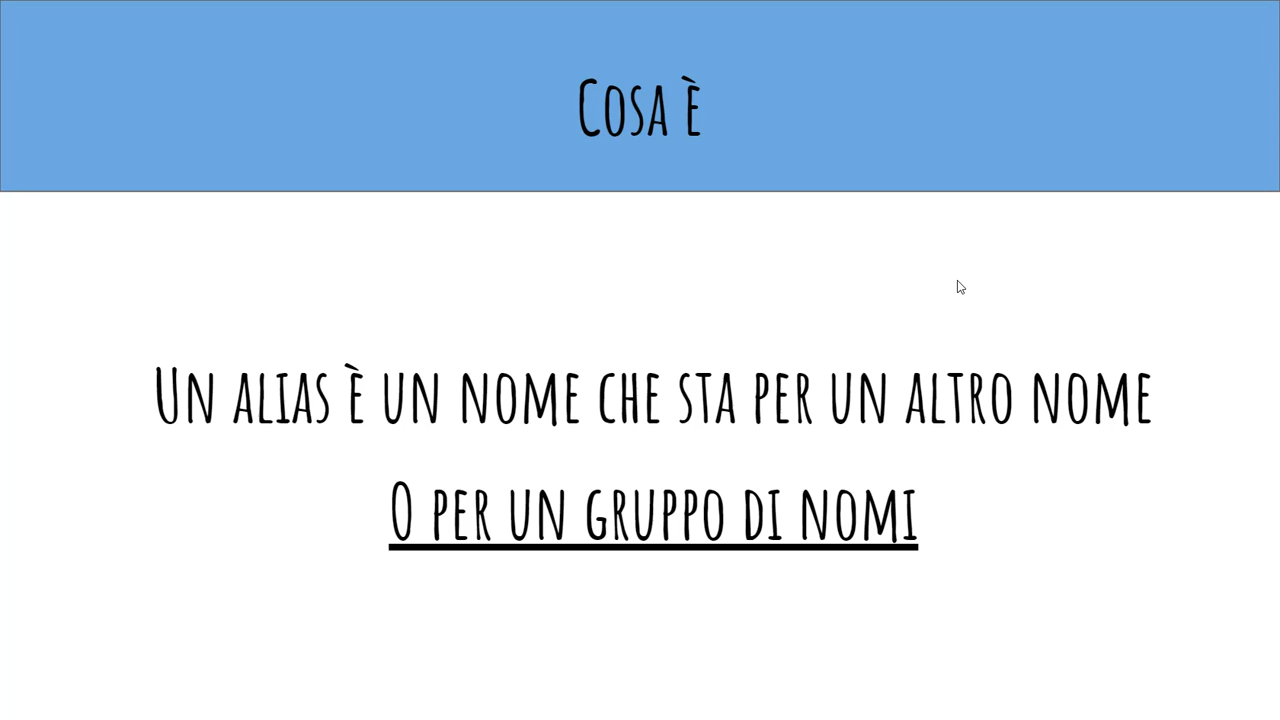 Cosa è
Un alias è un nome che sta per un altro nome
O per un gruppo di nomi